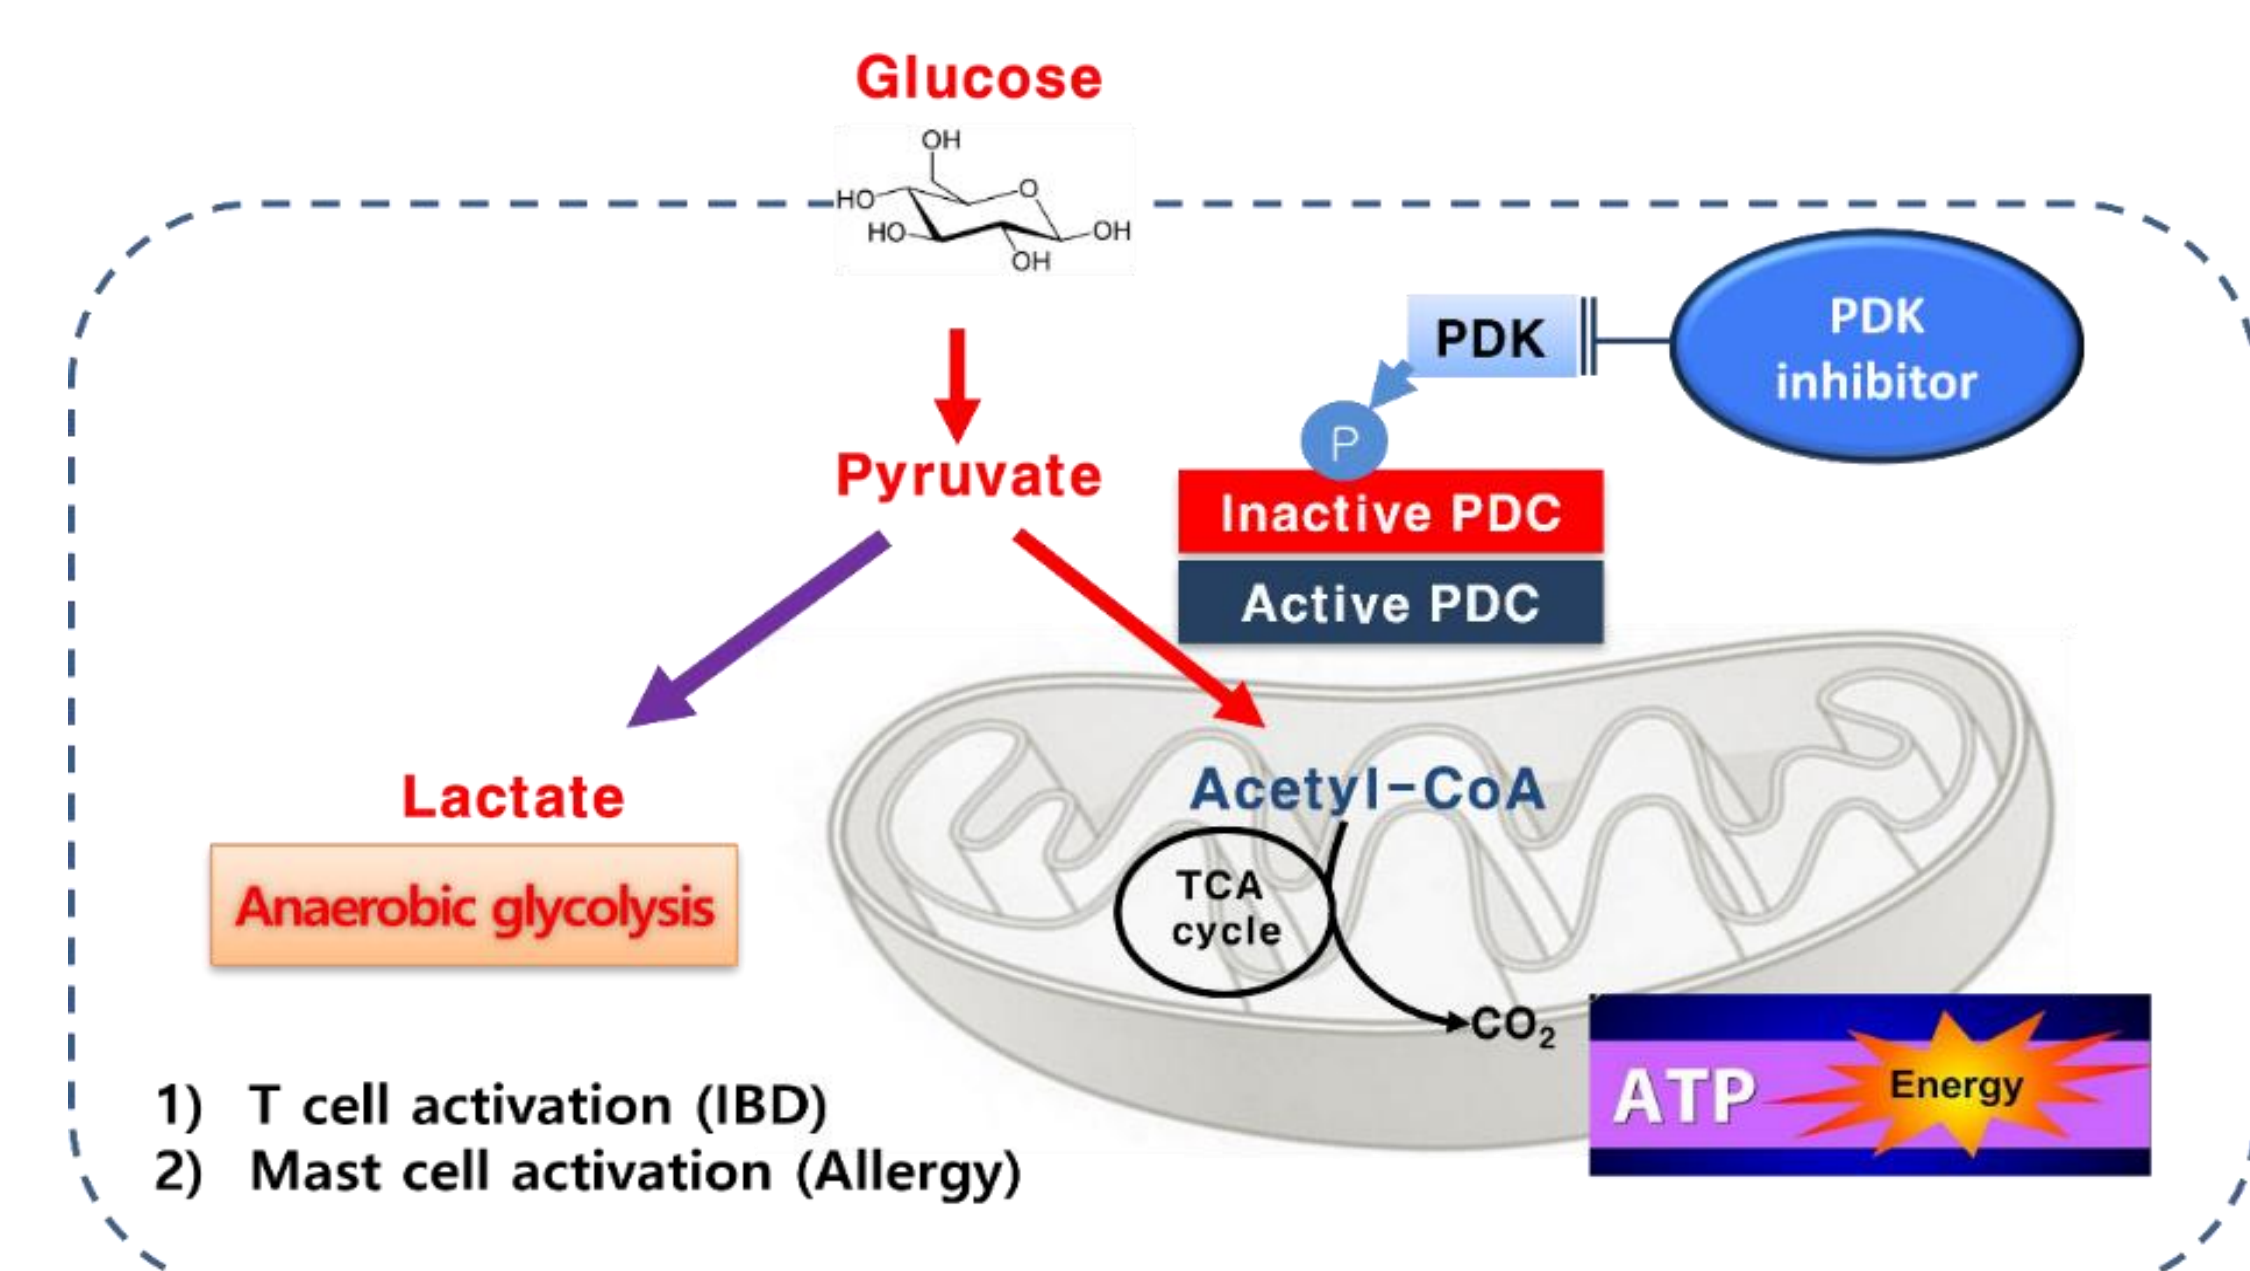 Glucose
OH
HO
O
HO
OH
OH
PDK
PDK
inhibitor
P
Pyruvate
Inactive PDC
Active PDC
Lactate
Acetyl-CoA
Anaerobic glycolysis
TCA
cycle
CO₂
ATP
Energy
1) T cell activation (IBD)
2) Mast cell activation (Allergy)